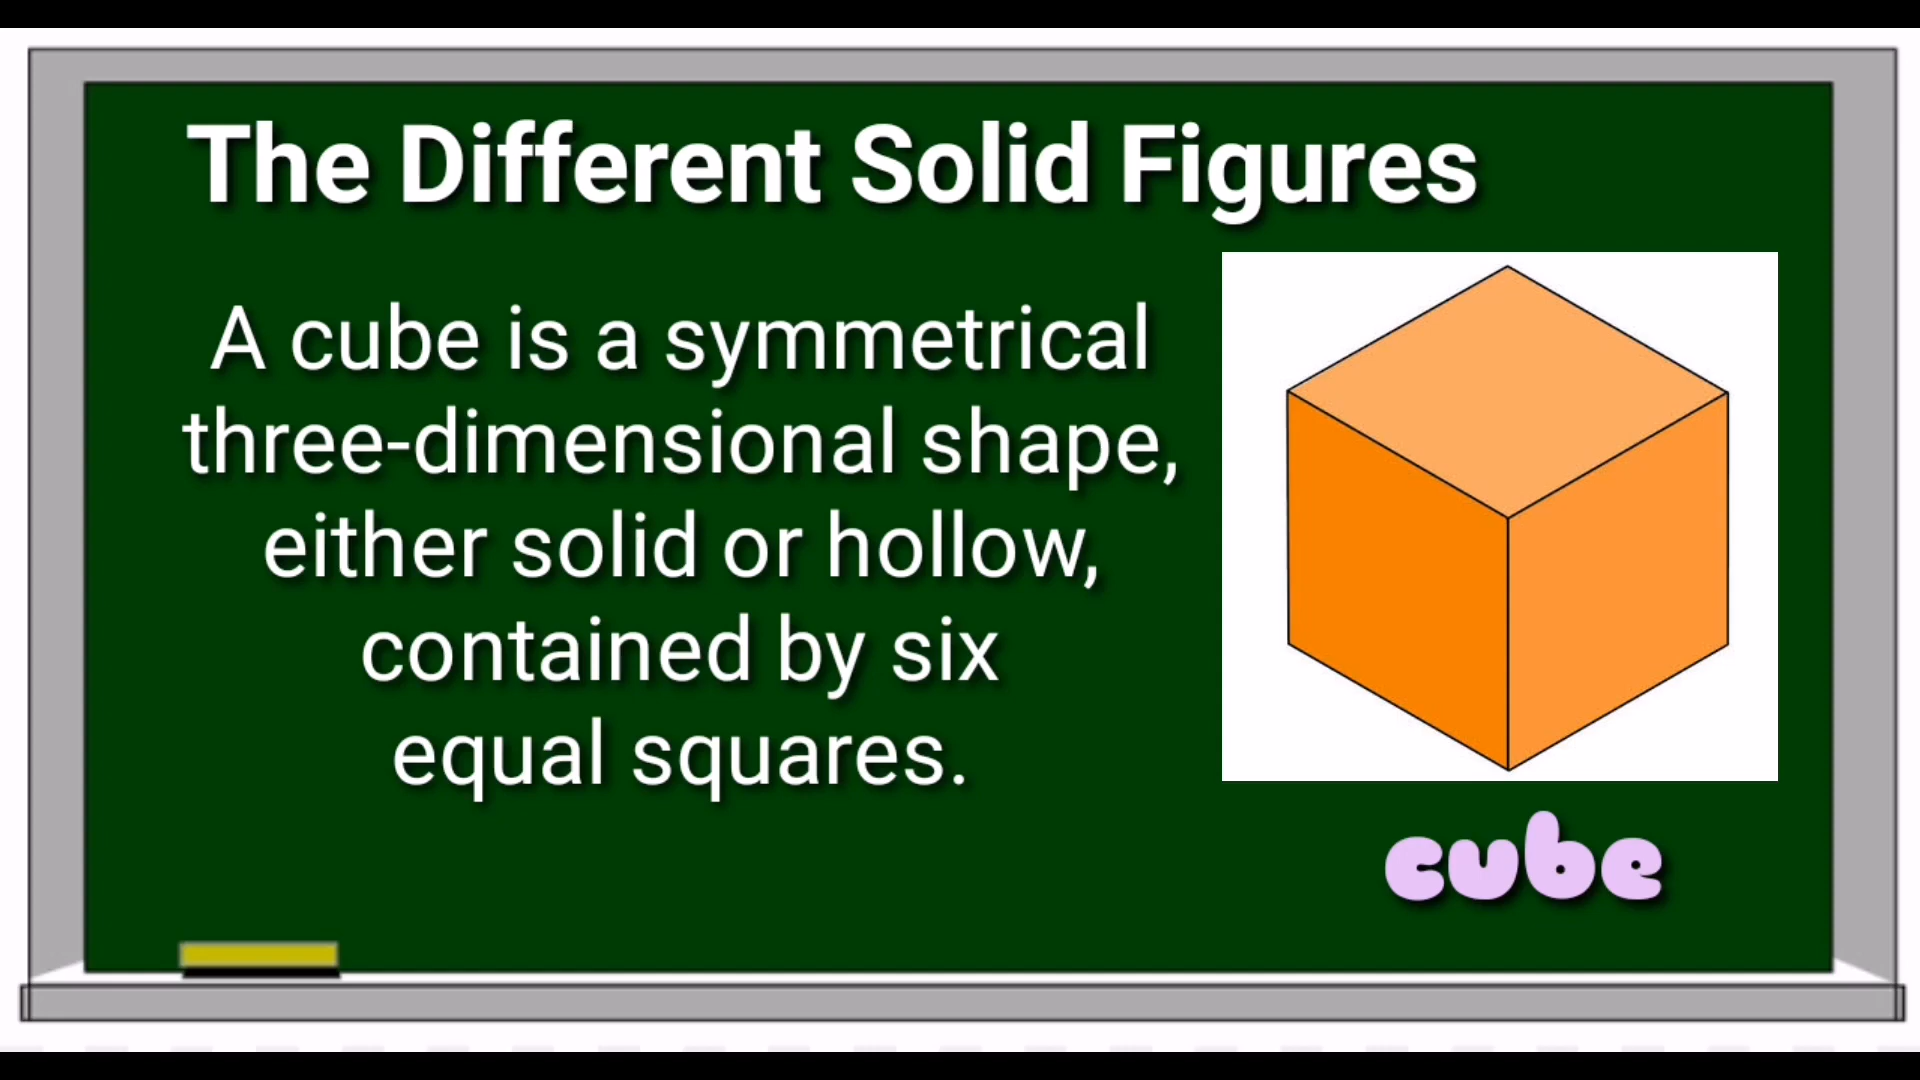 The Different Solid Figures
A cube is a symmetrical
three-dimensional shape,
either solid or hollow,
contained by six
equal squares.
cube